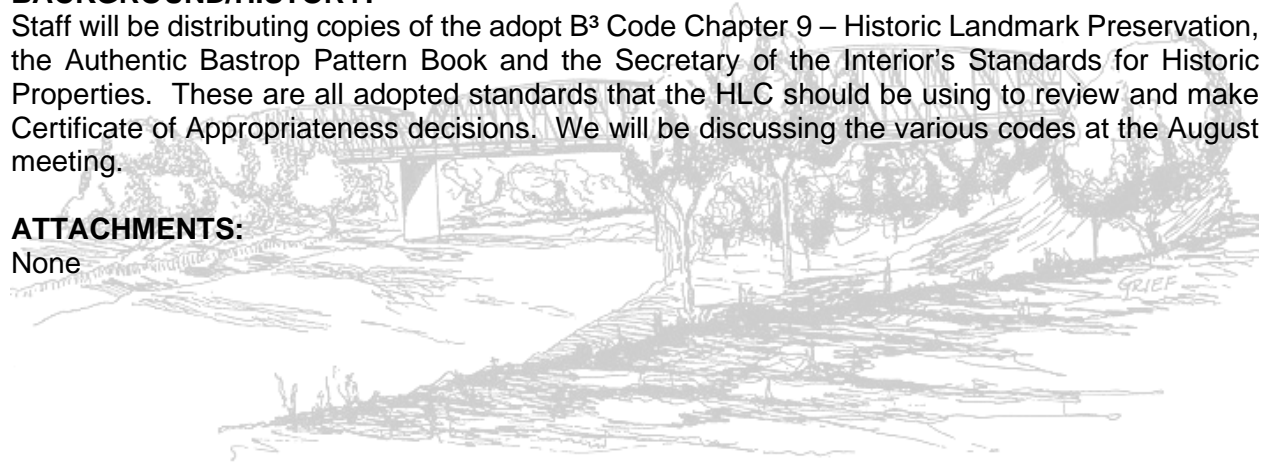 BACKGROUND/HISTORY:
Staff will be distributing copies of the adopt B³ Code Chapter 9 – Historic Landmark Preservation,
the Authentic Bastrop Pattern Book and the Secretary of the Interior's Standards for Historic
Properties. These are all adopted standards that the HLC should be using to review and make
Certificate of Appropriateness decisions. We will be discussing the various codes at the August
meeting.
ATTACHMENTS:
None
GRIEF